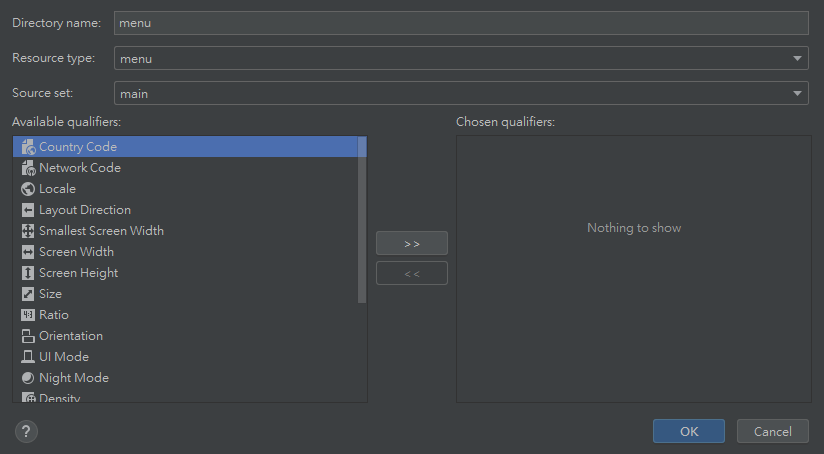 Directory name: menu
Resource type: menu
Source set: main
Available qualifiers:
Chosen qualifiers:
Country Code
Network Code
Locale
Layout Direction
Smallest Screen Width
Screen Width
Screen Height
Size
4:3 Ratio
Orientation
UI Mode
Night Mode
Density
>>
<<
Nothing to show
?
OK
Cancel